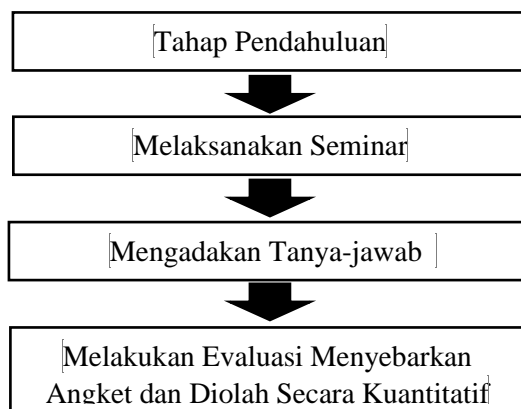 Tahap Pendahuluan
Melaksanakan Seminar
Mengadakan Tanya-jawab
Melakukan Evaluasi Menyebarkan
Angket dan Diolah Secara Kuantitatif